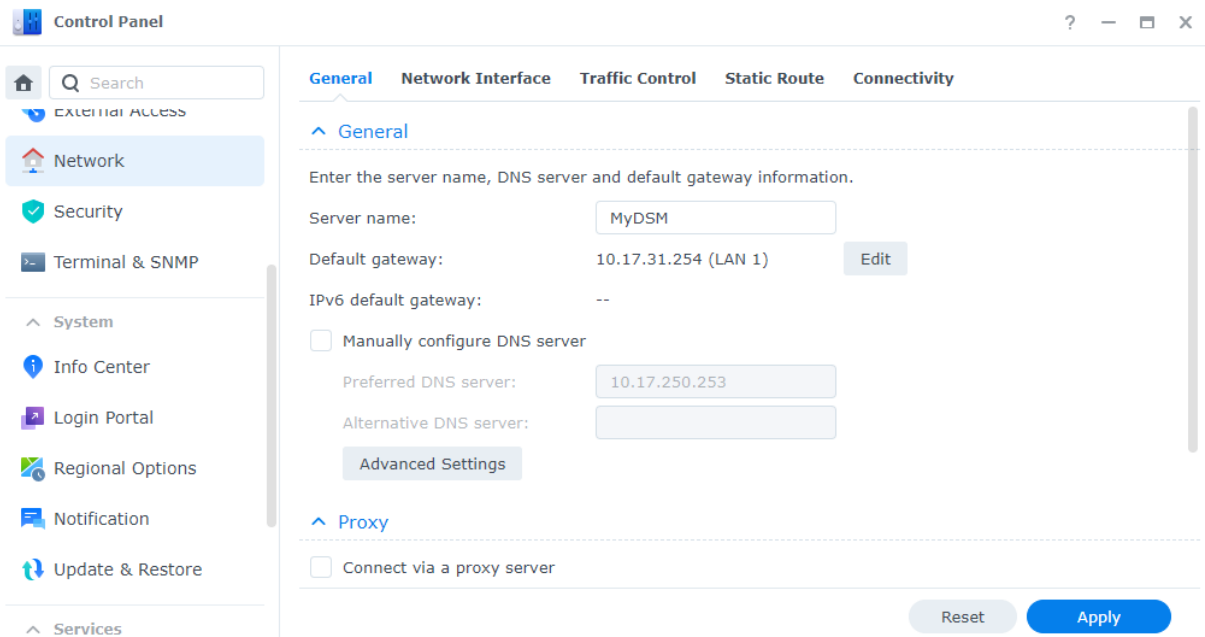 Control Panel
Search
External Access
Network
Security
Terminal & SNMP
System
Info Center
Login Portal
Regional Options
Notification
Update & Restore
Services
General Network Interface Traffic Control Static Route Connectivity
General
Enter the server name, DNS server and default gateway information.
Server name: MyDSM
Default gateway: 10.17.31.254 (LAN 1) Edit
IPv6 default gateway: --
Manually configure DNS server
Preferred DNS server: 10.17.250.253
Alternative DNS server:
Advanced Settings
Proxy
Connect via a proxy server
Reset Apply